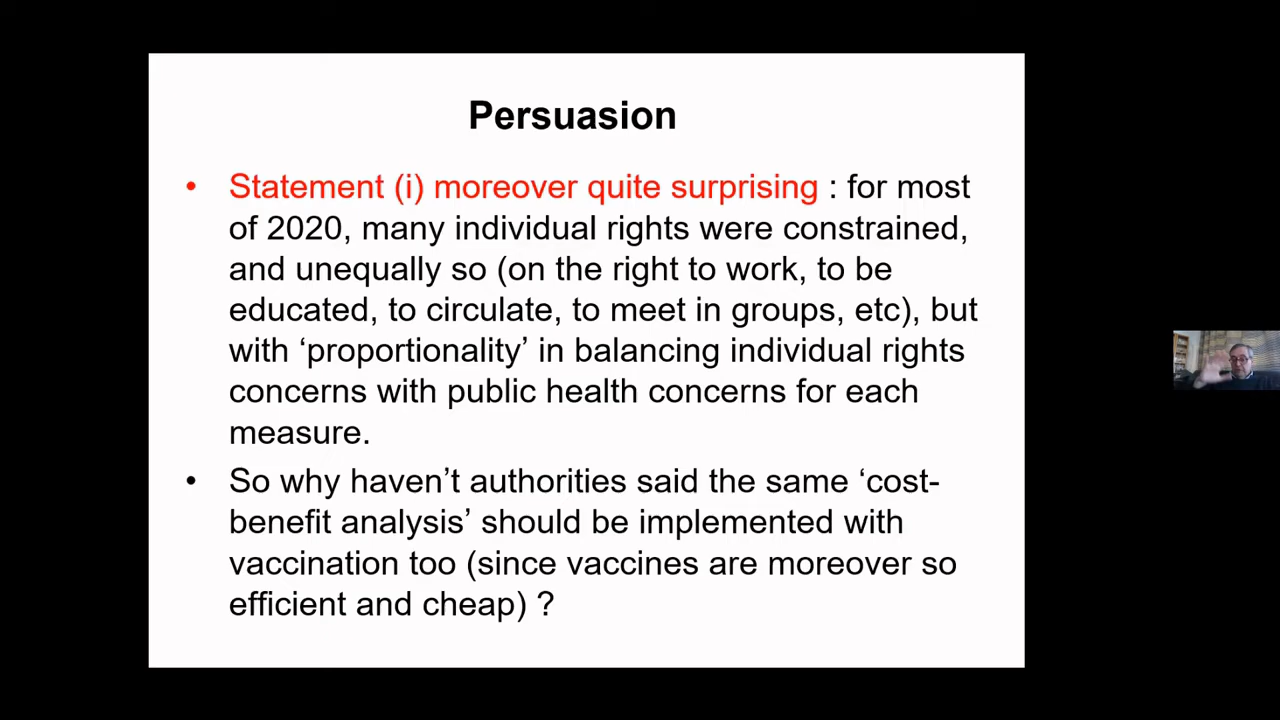 Persuasion
• Statement (i) moreover quite surprising : for most
of 2020, many individual rights were constrained,
and unequally so (on the right to work, to be
educated, to circulate, to meet in groups, etc), but
with ‘proportionality’ in balancing individual rights
concerns with public health concerns for each
measure.
• So why haven’t authorities said the same ‘cost-
benefit analysis’ should be implemented with
vaccination too (since vaccines are moreover so
efficient and cheap) ?